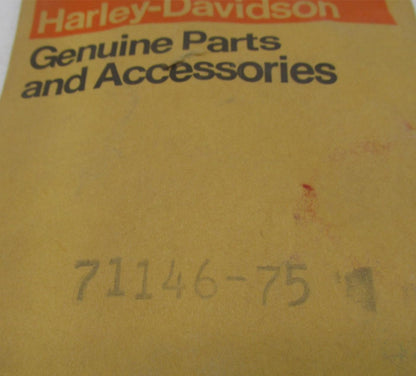 Harley-Davidson
Genuine Parts
and Accessories
71146-75